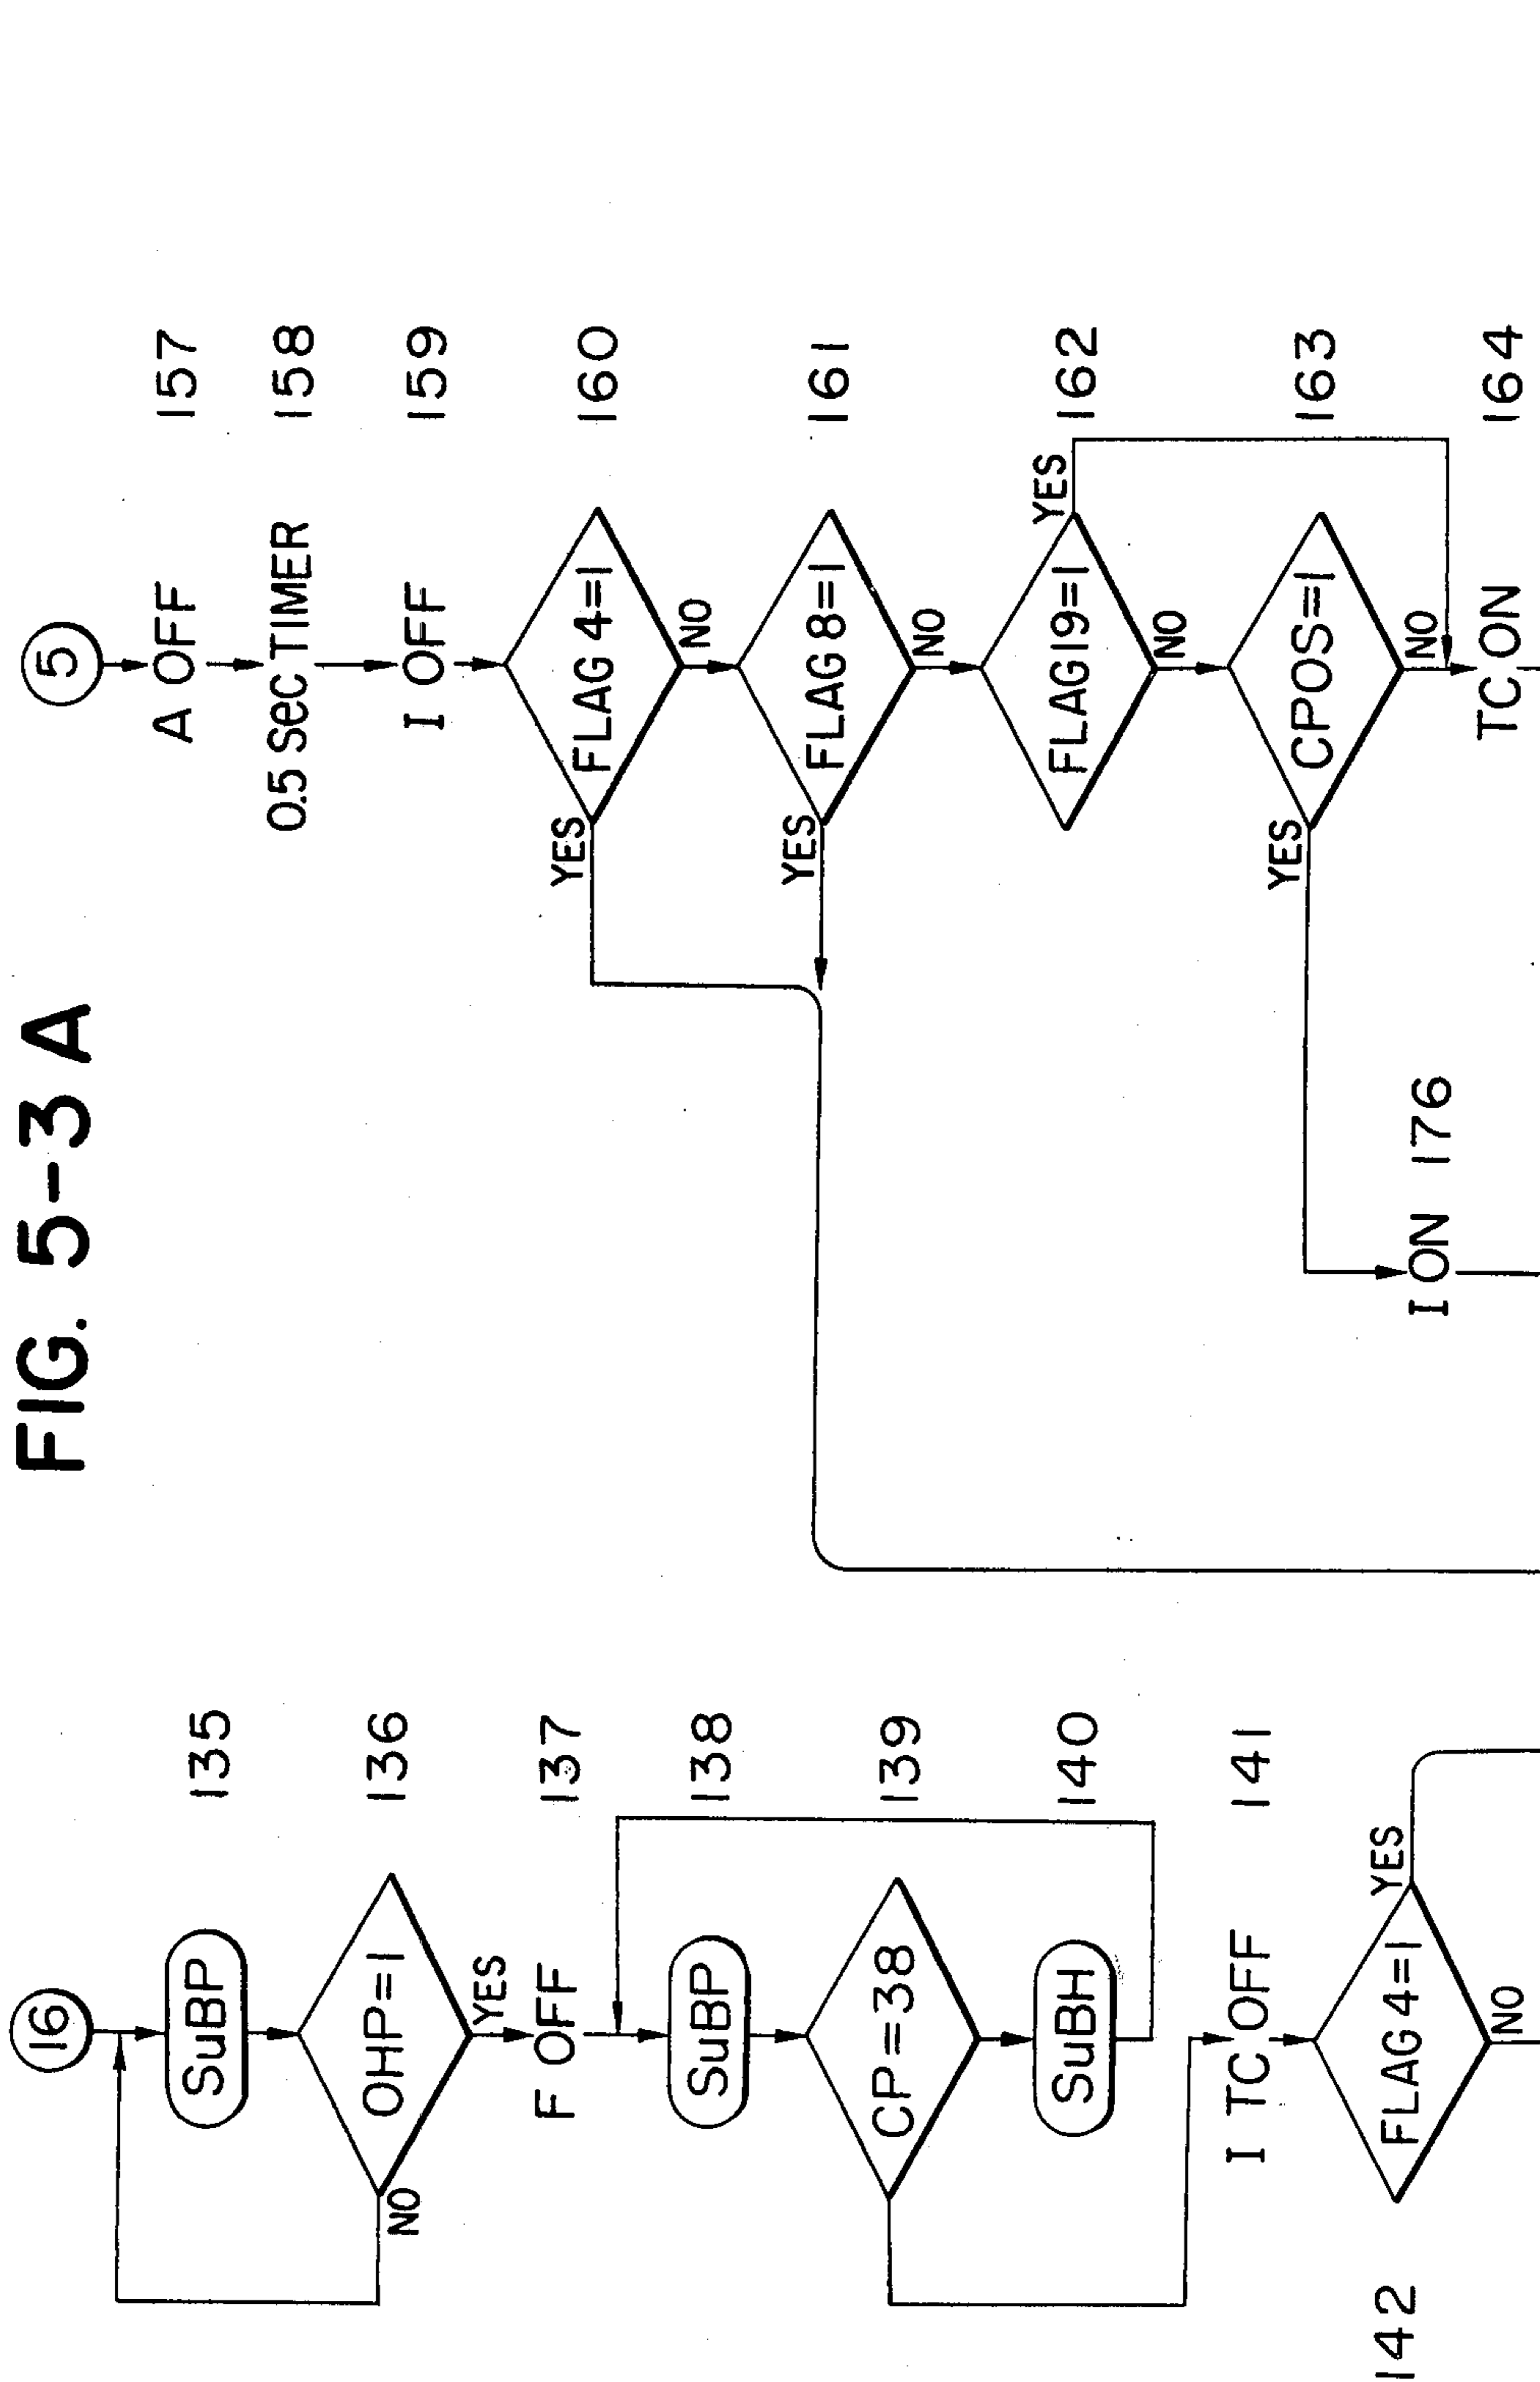 FIG. 5-3 A
16
SuBP 135
OHP=1 136
NO
YES
F OFF 137
SuBP 138
CP=38 139
SuBH 140
I TC OFF 141
142 FLAG 4=1 YES
NO
5
A OFF 157
0.5 Sec TIMER 158
I OFF 159
YES FLAG 4=1 160
NO
YES FLAG 8=1 161
NO
FLAG19=1 YES 162
NO
YES CPOS=1 163
NO
I ON 176
TC ON 164